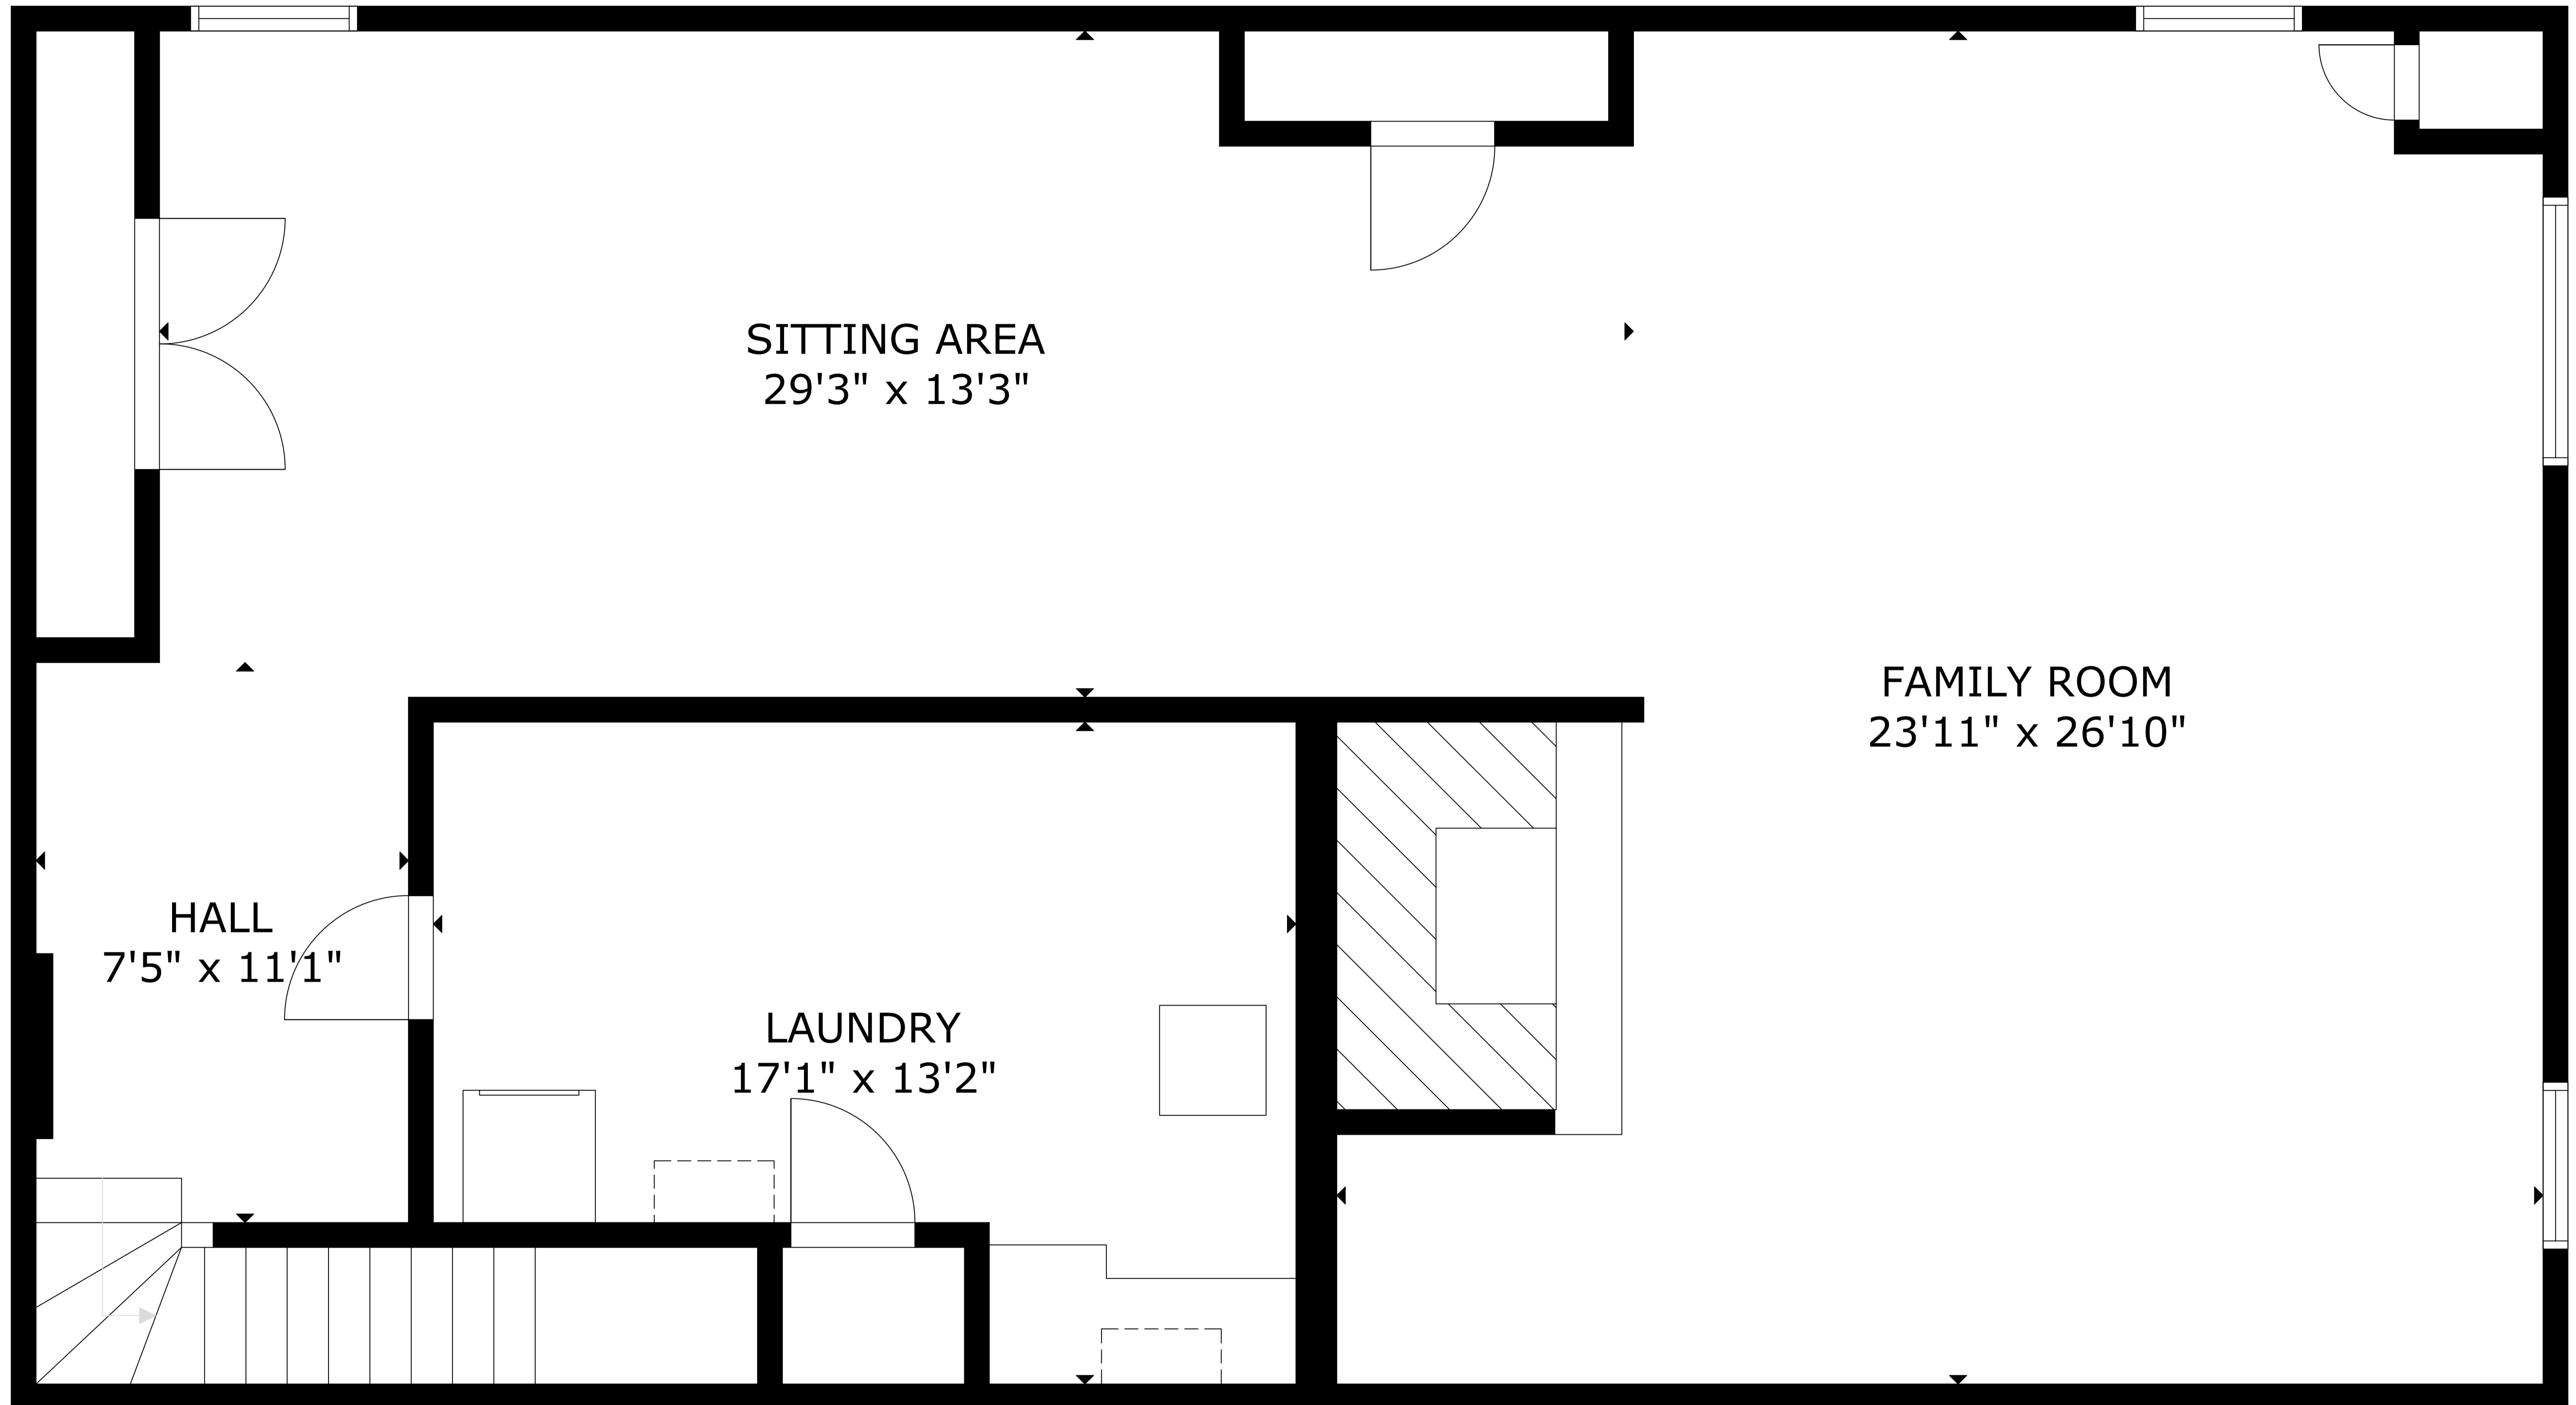 SITTING AREA
29'3" x 13'3"
FAMILY ROOM
23'11" x 26'10"
HALL
7'5" x 11'1"
LAUNDRY
17'1" x 13'2"